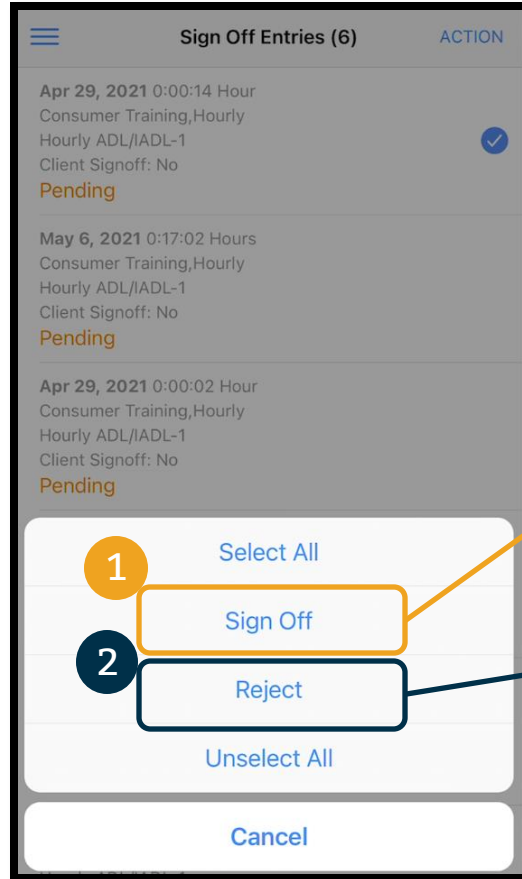 Sign Off Entries (6) ACTION
Apr 29, 2021 0:00:14 Hour
Consumer Training,Hourly
Hourly ADL/IADL-1
Client Signoff: No
Pending
May 6, 2021 0:17:02 Hours
Consumer Training,Hourly
Hourly ADL/IADL-1
Client Signoff: No
Pending
Apr 29, 2021 0:00:02 Hour
Consumer Training,Hourly
Hourly ADL/IADL-1
Client Signoff: No
Pending
Select All
1
Sign Off
2
Reject
Unselect All
Cancel